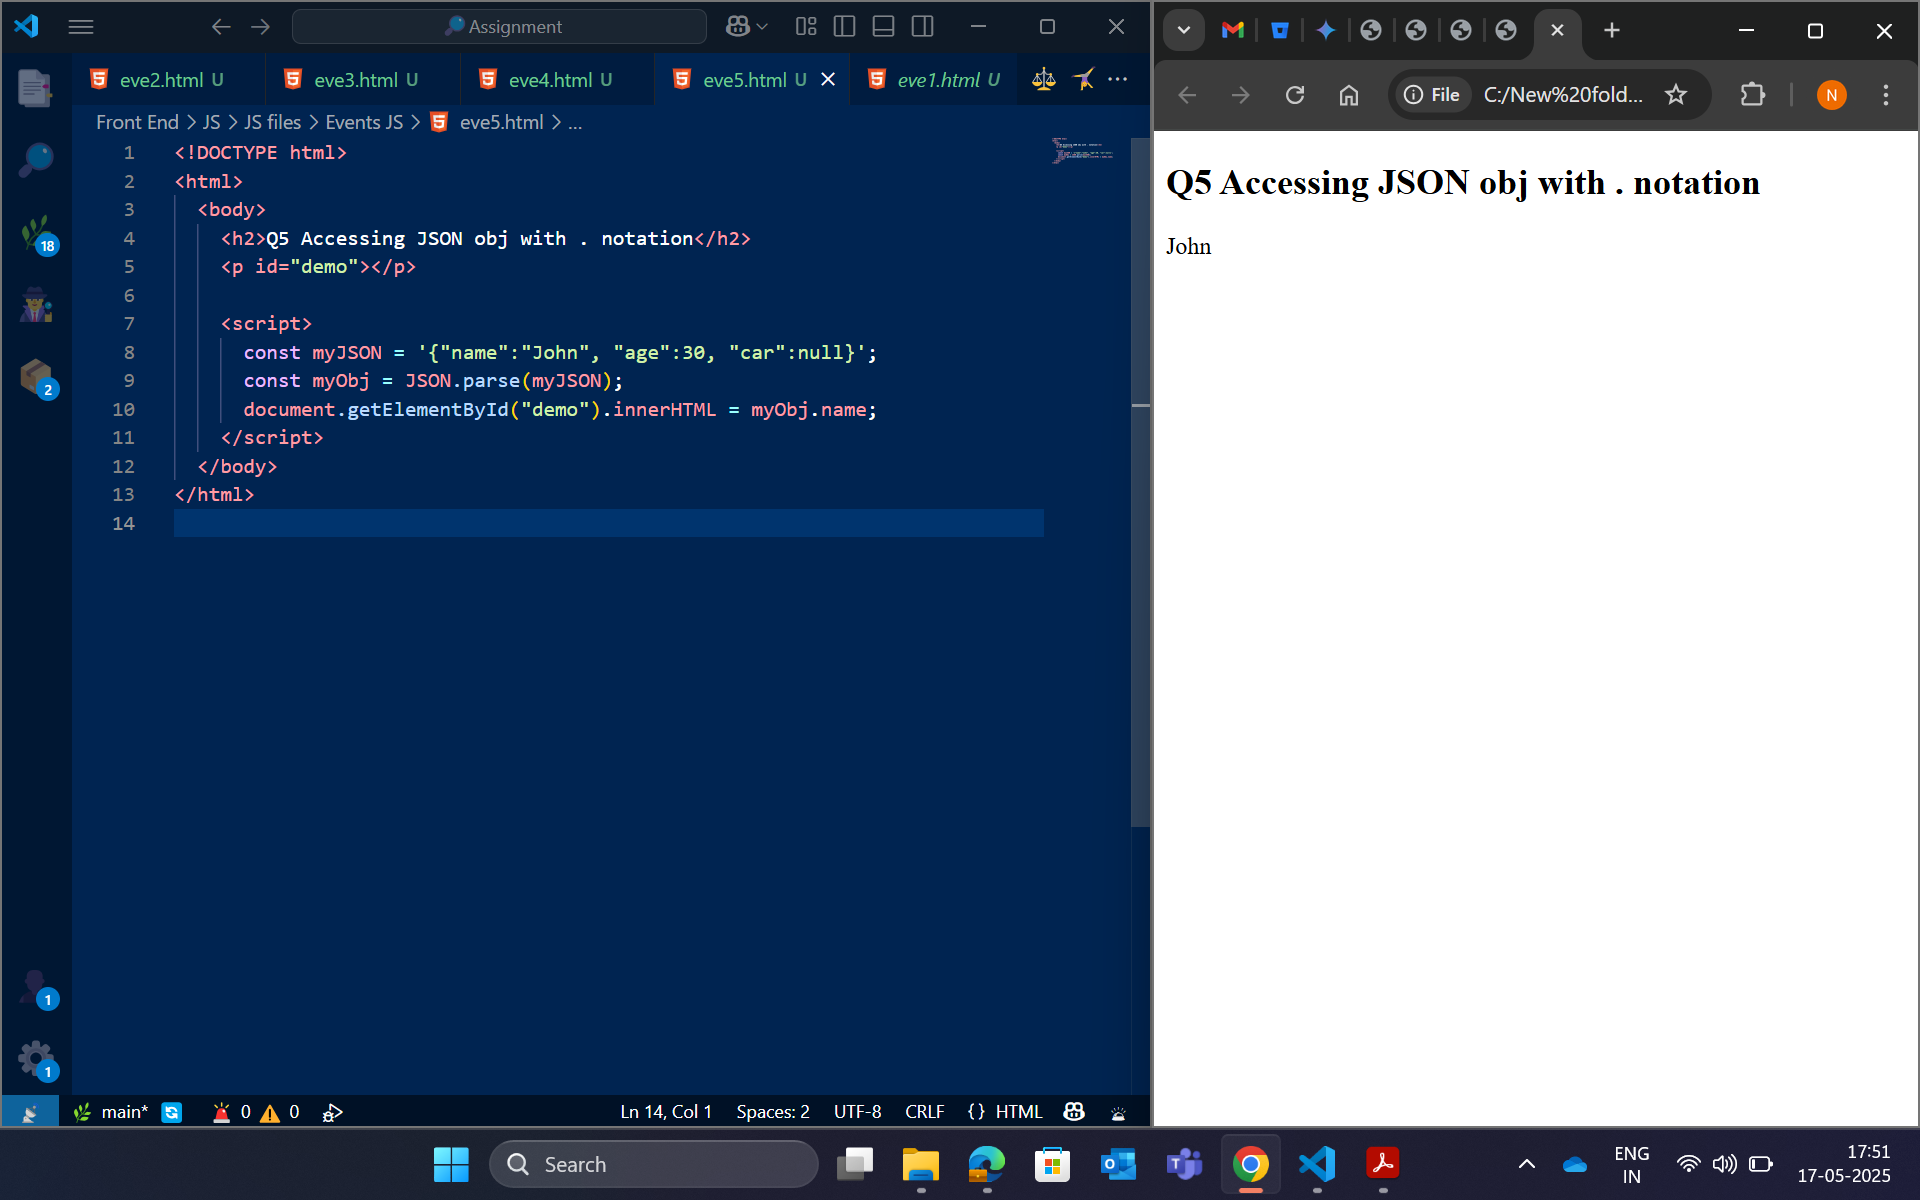 Assignment
eve2.html U
eve3.html U
eve4.html U
eve5.html U
eve1.html U
Front End > JS > JS files > Events JS > eve5.html > ...
1 <!DOCTYPE html>
2 <html>
3 <body>
4 <h2>Q5 Accessing JSON obj with . notation</h2>
5 <p id="demo"></p>
6
7 <script>
8 const myJSON = '{"name":"John", "age":30, "car":null}';
9 const myObj = JSON.parse(myJSON);
10 document.getElementById("demo").innerHTML = myObj.name;
11 </script>
12 </body>
13 </html>
14
18
2
1
1
main* 0 0 Ln 14, Col 1 Spaces: 2 UTF-8 CRLF {} HTML
File C:/New%20fold...
N
Q5 Accessing JSON obj with . notation
John
Search
ENG
IN
17:51
17-05-2025